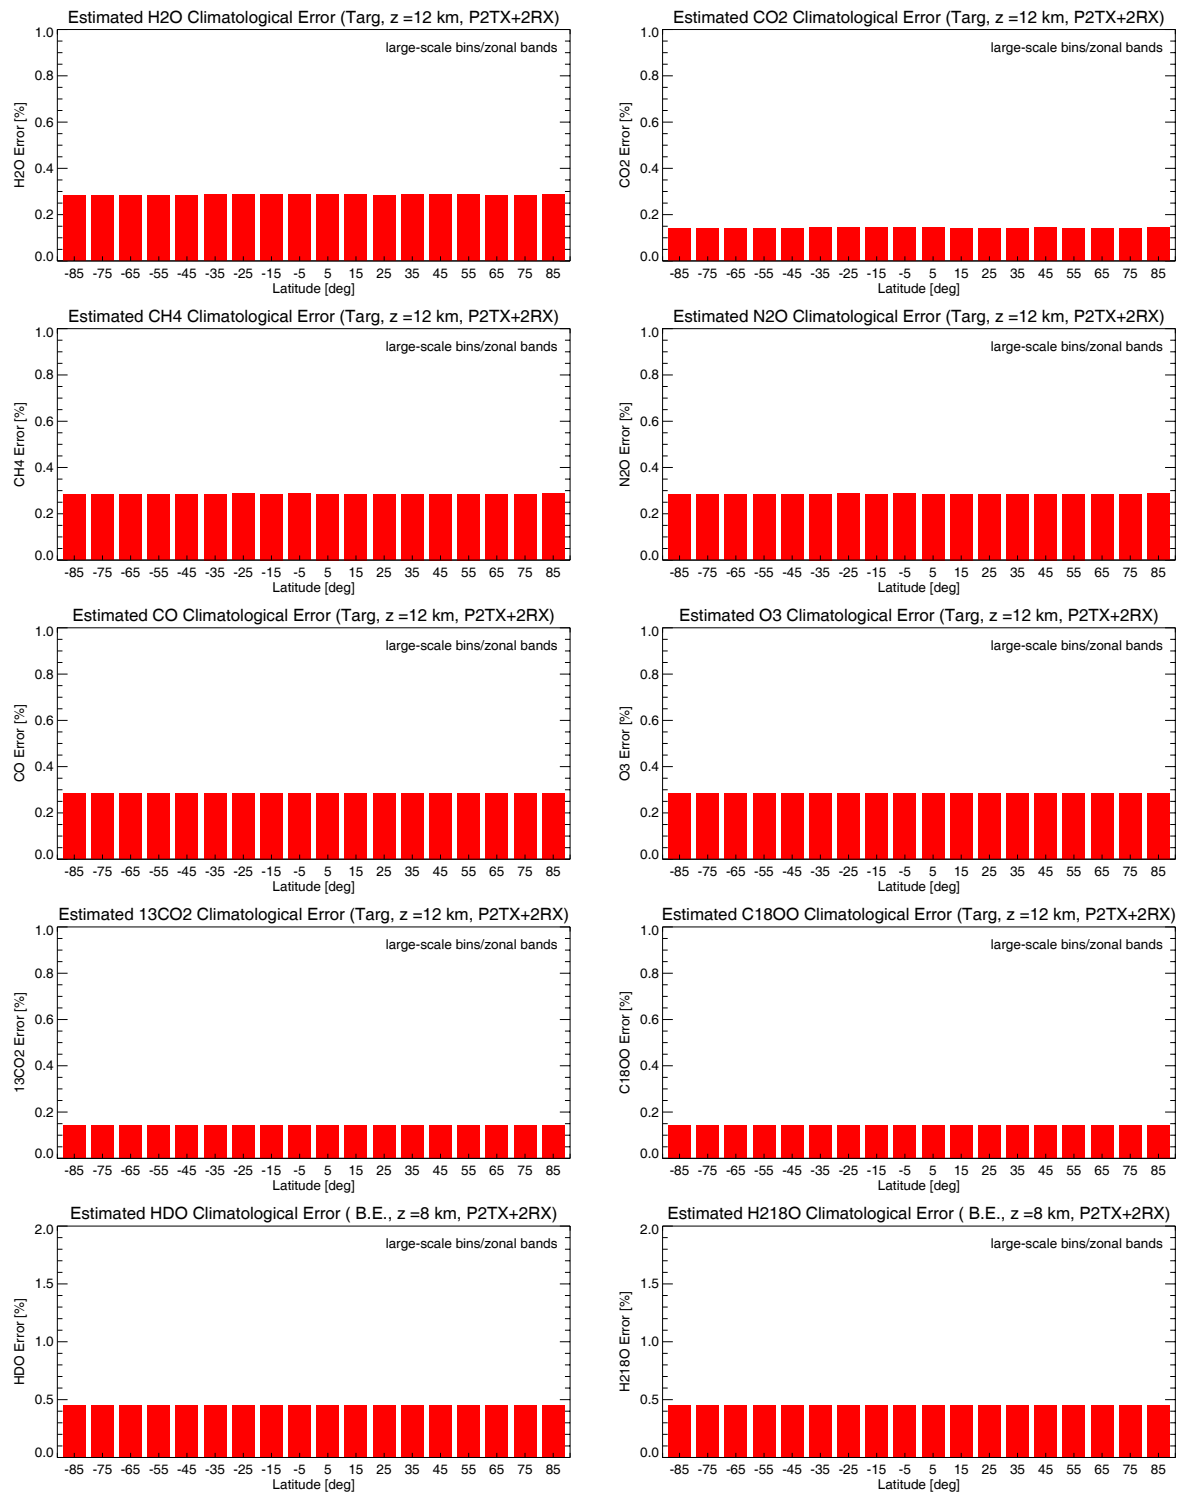 Estimated H2O Climatological Error (Targ, z =12 km, P2TX+2RX)
large-scale bins/zonal bands
H2O Error [%]
1.0
0.8
0.6
0.4
0.2
0.0
-85 -75 -65 -55 -45 -35 -25 -15 -5 5 15 25 35 45 55 65 75 85
Latitude [deg]
Estimated CO2 Climatological Error (Targ, z =12 km, P2TX+2RX)
large-scale bins/zonal bands
CO2 Error [%]
1.0
0.8
0.6
0.4
0.2
0.0
-85 -75 -65 -55 -45 -35 -25 -15 -5 5 15 25 35 45 55 65 75 85
Latitude [deg]
Estimated CH4 Climatological Error (Targ, z =12 km, P2TX+2RX)
large-scale bins/zonal bands
CH4 Error [%]
1.0
0.8
0.6
0.4
0.2
0.0
-85 -75 -65 -55 -45 -35 -25 -15 -5 5 15 25 35 45 55 65 75 85
Latitude [deg]
Estimated N2O Climatological Error (Targ, z =12 km, P2TX+2RX)
large-scale bins/zonal bands
N2O Error [%]
1.0
0.8
0.6
0.4
0.2
0.0
-85 -75 -65 -55 -45 -35 -25 -15 -5 5 15 25 35 45 55 65 75 85
Latitude [deg]
Estimated CO Climatological Error (Targ, z =12 km, P2TX+2RX)
large-scale bins/zonal bands
CO Error [%]
1.0
0.8
0.6
0.4
0.2
0.0
-85 -75 -65 -55 -45 -35 -25 -15 -5 5 15 25 35 45 55 65 75 85
Latitude [deg]
Estimated O3 Climatological Error (Targ, z =12 km, P2TX+2RX)
large-scale bins/zonal bands
O3 Error [%]
1.0
0.8
0.6
0.4
0.2
0.0
-85 -75 -65 -55 -45 -35 -25 -15 -5 5 15 25 35 45 55 65 75 85
Latitude [deg]
Estimated 13CO2 Climatological Error (Targ, z =12 km, P2TX+2RX)
large-scale bins/zonal bands
13CO2 Error [%]
1.0
0.8
0.6
0.4
0.2
0.0
-85 -75 -65 -55 -45 -35 -25 -15 -5 5 15 25 35 45 55 65 75 85
Latitude [deg]
Estimated C18OO Climatological Error (Targ, z =12 km, P2TX+2RX)
large-scale bins/zonal bands
C18OO Error [%]
1.0
0.8
0.6
0.4
0.2
0.0
-85 -75 -65 -55 -45 -35 -25 -15 -5 5 15 25 35 45 55 65 75 85
Latitude [deg]
Estimated HDO Climatological Error ( B.E., z =8 km, P2TX+2RX)
large-scale bins/zonal bands
HDO Error [%]
2.0
1.5
1.0
0.5
0.0
-85 -75 -65 -55 -45 -35 -25 -15 -5 5 15 25 35 45 55 65 75 85
Latitude [deg]
Estimated H218O Climatological Error ( B.E., z =8 km, P2TX+2RX)
large-scale bins/zonal bands
H218O Error [%]
2.0
1.5
1.0
0.5
0.0
-85 -75 -65 -55 -45 -35 -25 -15 -5 5 15 25 35 45 55 65 75 85
Latitude [deg]